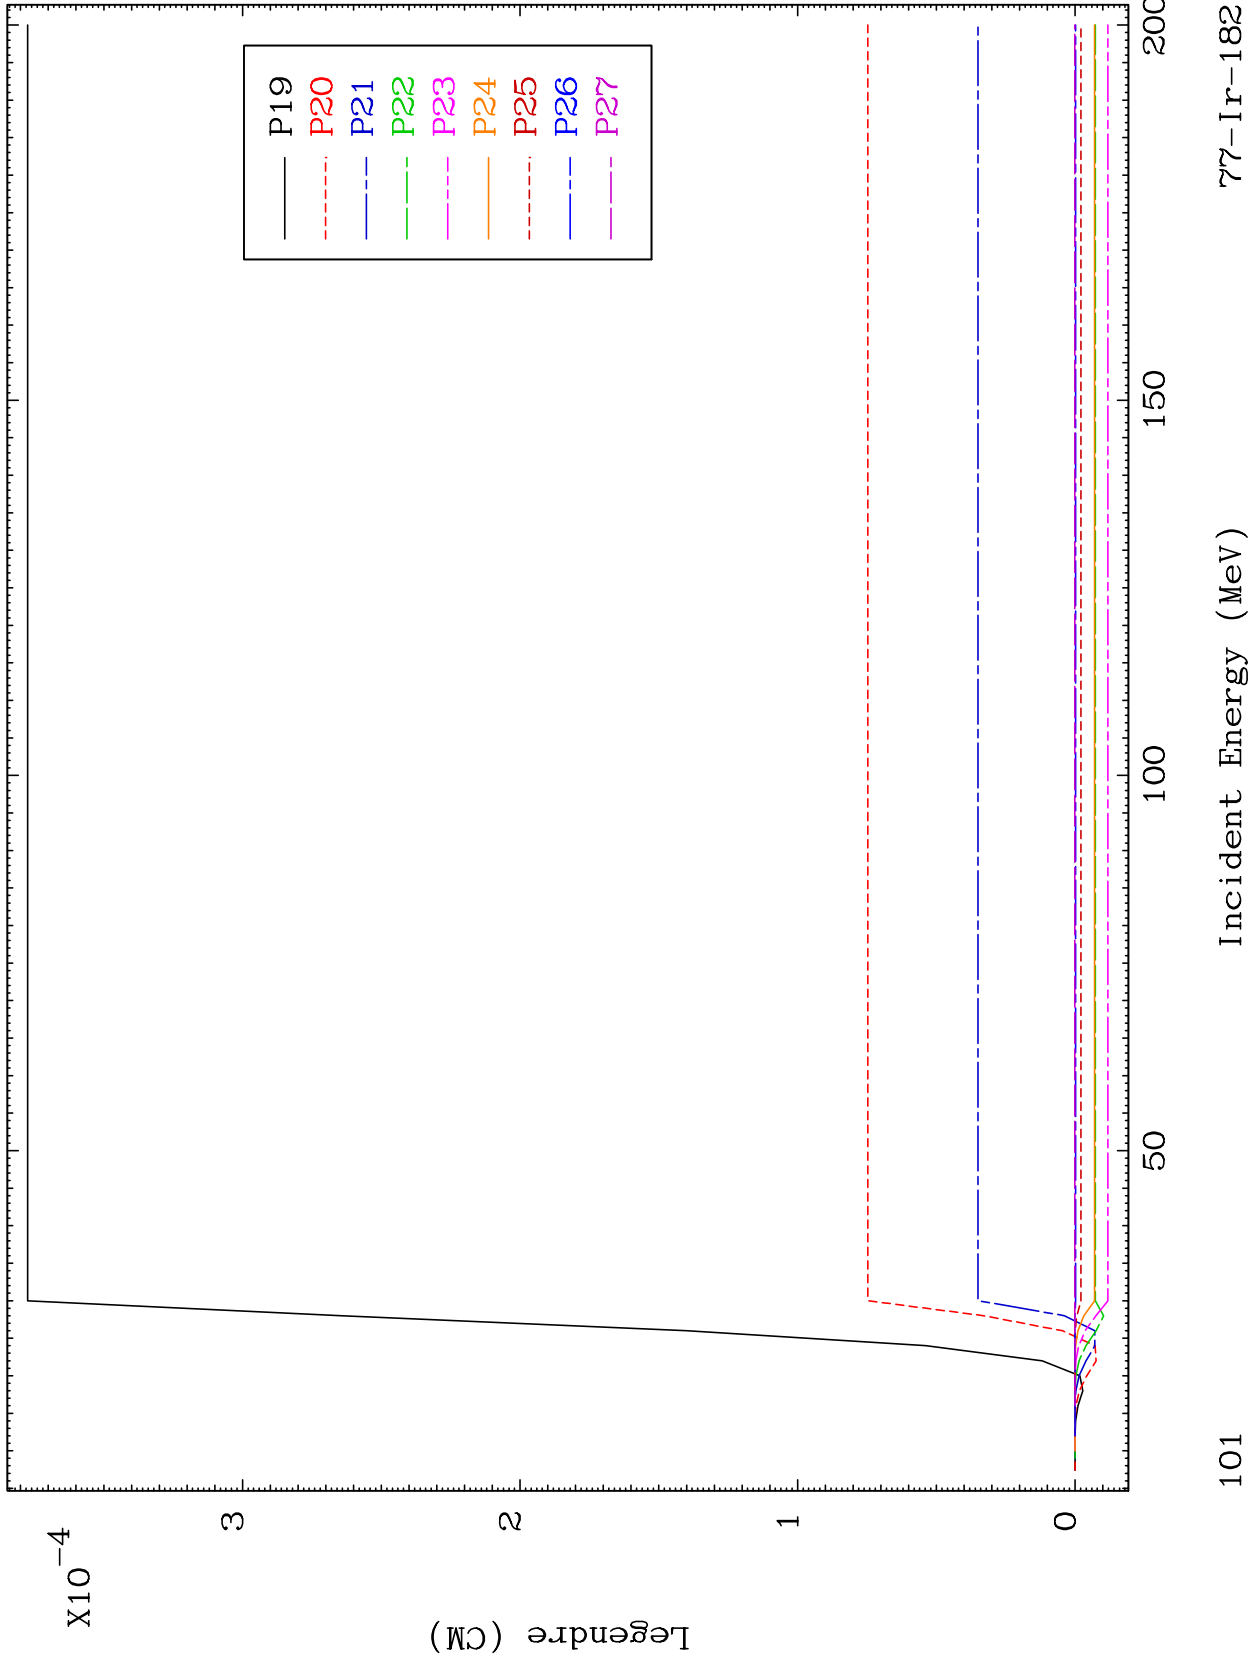 X10-4
3
2
1
0
Legendre (CM)
P19
P20
P21
P22
P23
P24
P25
P26
P27
50
100
150
200
101
Incident Energy (MeV)
77-Ir-182